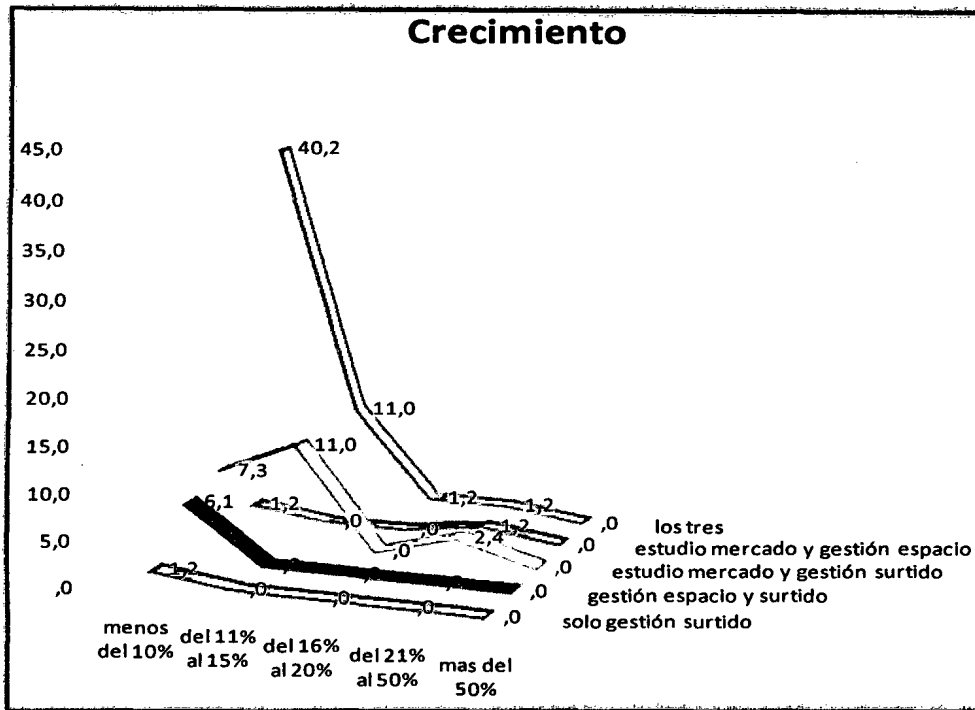 Crecimiento
45,0
40,0
35,0
30,0
25,0
20,0
15,0
10,0
5,0
,0
40,2
11,0
1,2
1,2
,0
1,2
,0
,0
1,2
,0
7,3
11,0
,0
2,4
,0
6,1
,0
1,2
,0
,0
,0
,0
los tres
estudio mercado y gestión espacio
estudio mercado y gestión surtido
gestión espacio y surtido
solo gestión surtido
menos
del 10%
del 11%
al 15%
del 16%
al 20%
del 21%
al 50%
mas del
50%